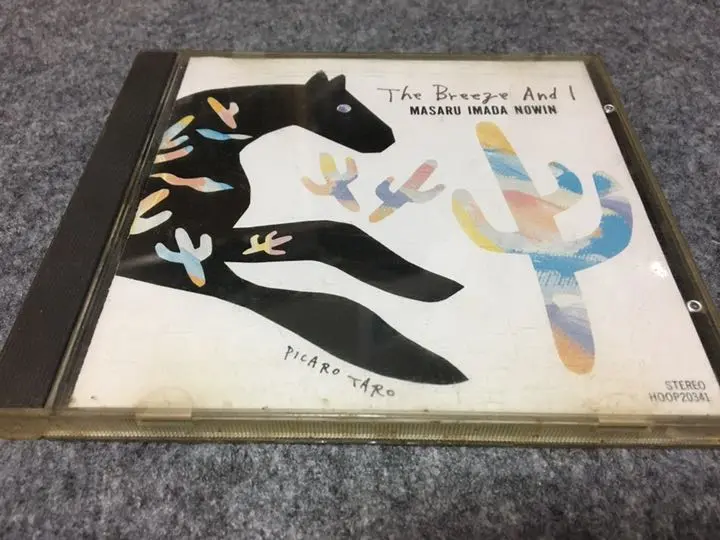 The Breeze And I
MASARU IMADA NOWIN
PICARO TARO
STEREO
HOOP20341